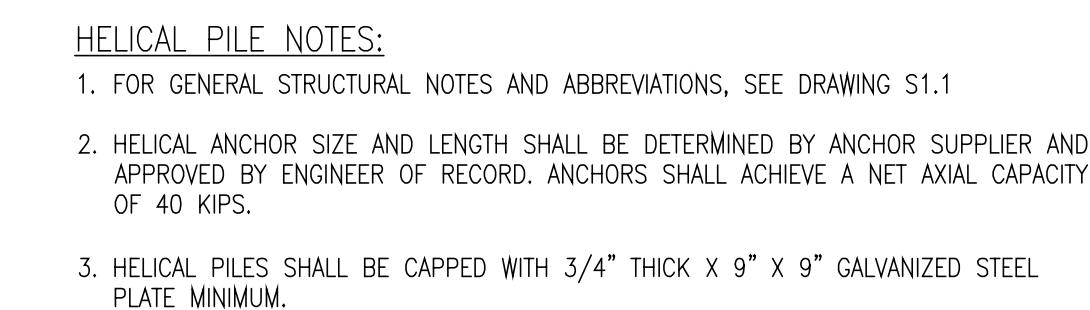 HELICAL PILE NOTES:
1. FOR GENERAL STRUCTURAL NOTES AND ABBREVIATIONS, SEE DRAWING S1.1
2. HELICAL ANCHOR SIZE AND LENGTH SHALL BE DETERMINED BY ANCHOR SUPPLIER AND
APPROVED BY ENGINEER OF RECORD. ANCHORS SHALL ACHIEVE A NET AXIAL CAPACITY
OF 40 KIPS.
3. HELICAL PILES SHALL BE CAPPED WITH 3/4” THICK X 9” X 9” GALVANIZED STEEL
PLATE MINIMUM.